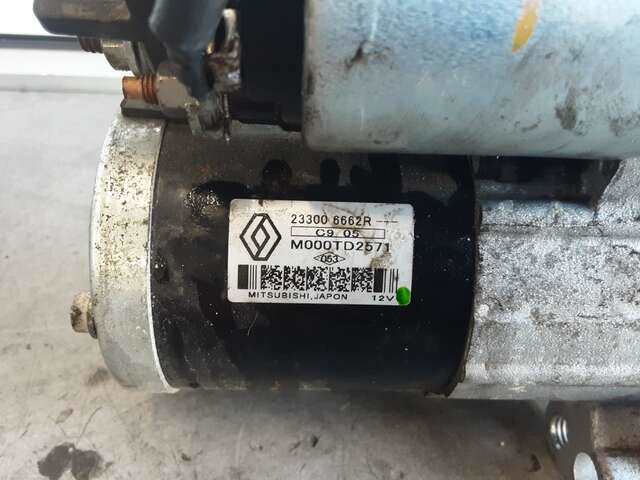 23300 6662R
C9 05
M000TD2571
053
MITSUBISHI,JAPON 12V